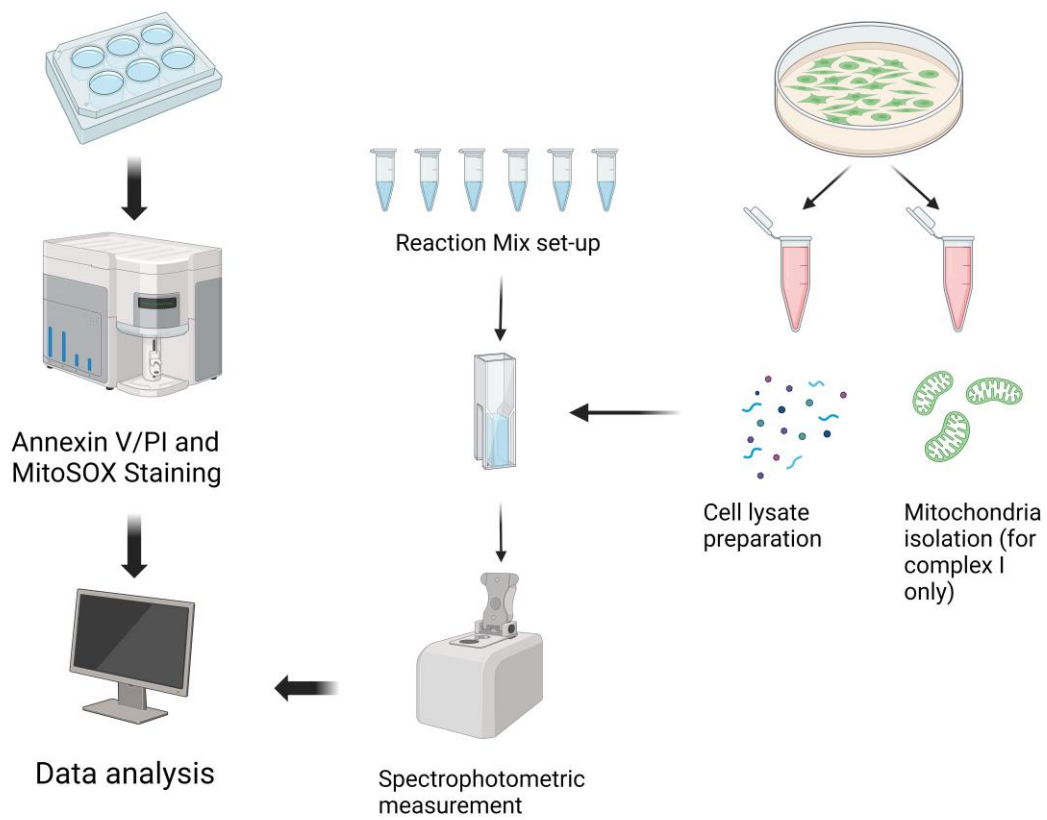 Reaction Mix set-up
Annexin V/PI and
MitoSOX Staining
Cell lysate
preparation
Mitochondria
isolation (for
complex I
only)
Data analysis
Spectrophotometric
measurement